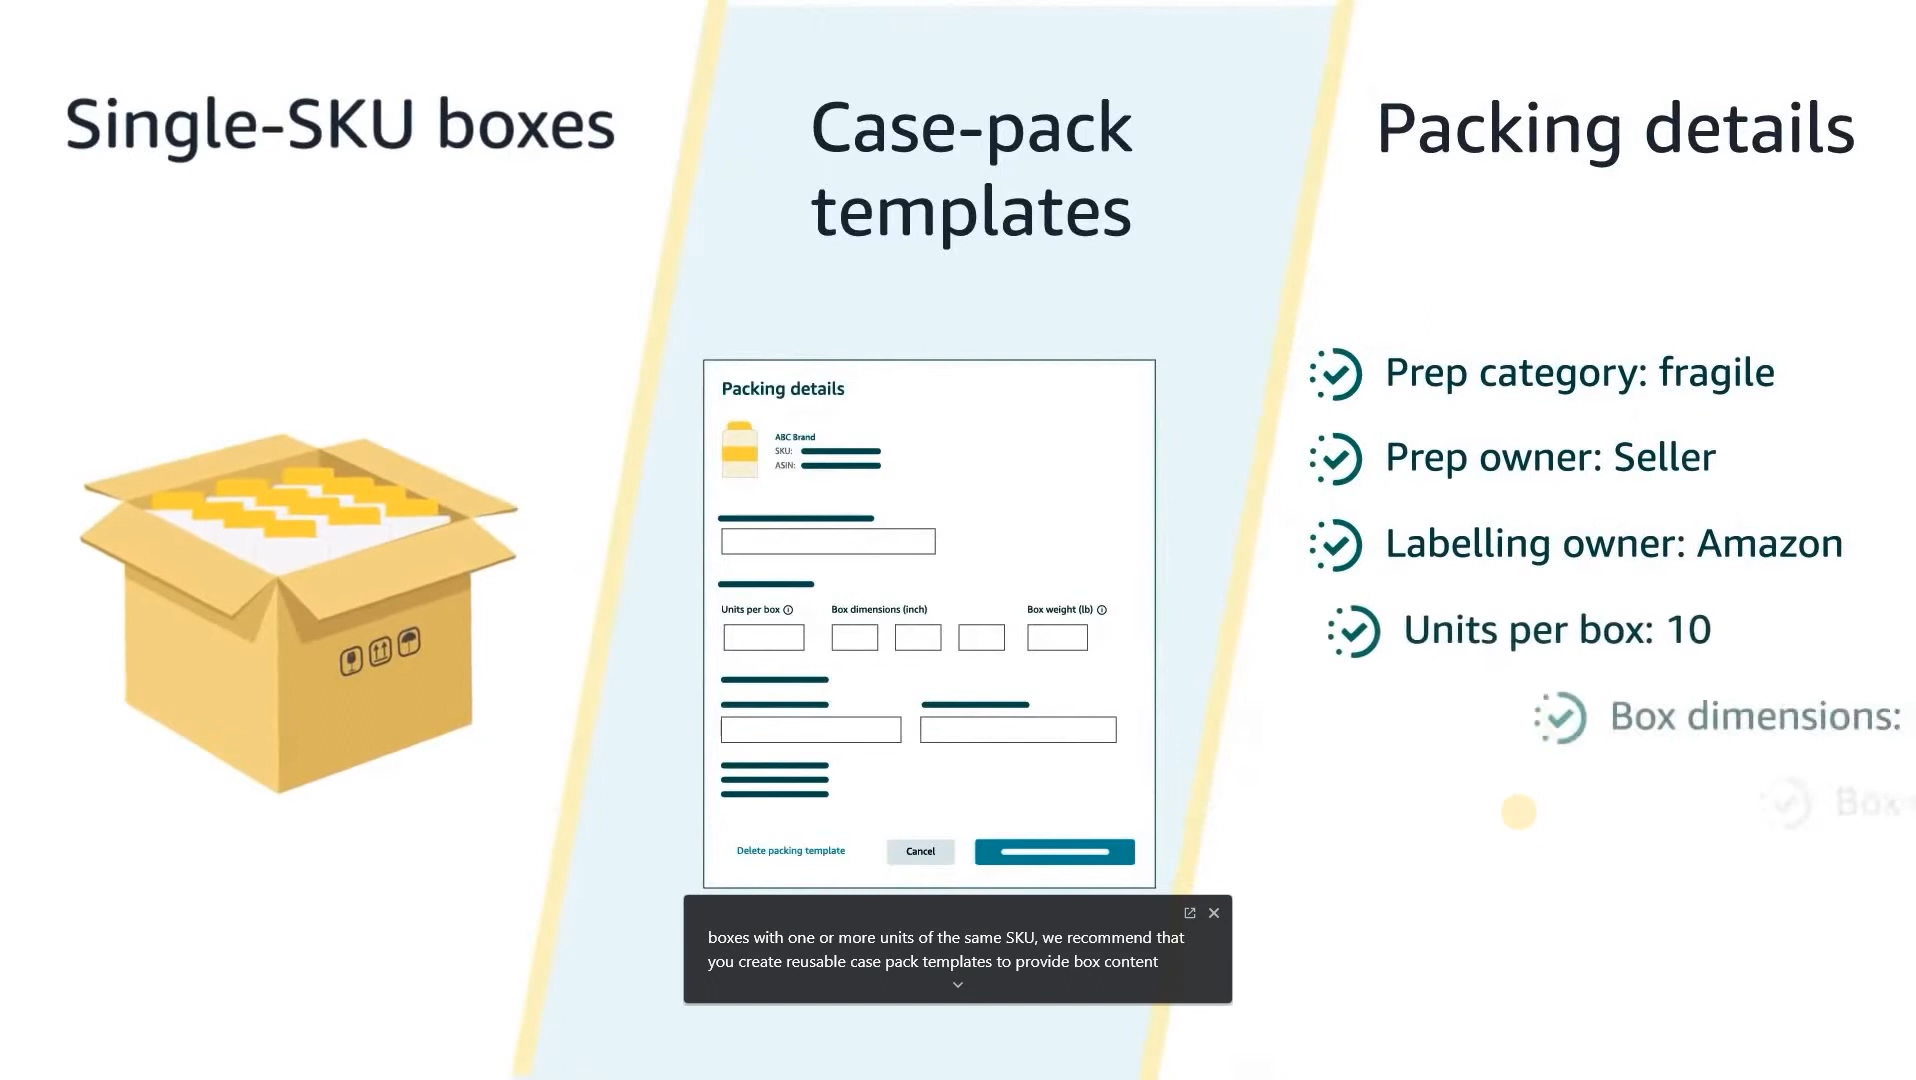 Single-SKU boxes
Case-pack
templates
Packing details
Packing details
ABC Brand
SKU:
ASIN:
Units per box
Box dimensions (inch)
Box weight (lb)
Delete packing template
Cancel
Prep category: fragile
Prep owner: Seller
Labelling owner: Amazon
Units per box: 10
Box dimensions:
Box
boxes with one or more units of the same SKU, we recommend that
you create reusable case pack templates to provide box content